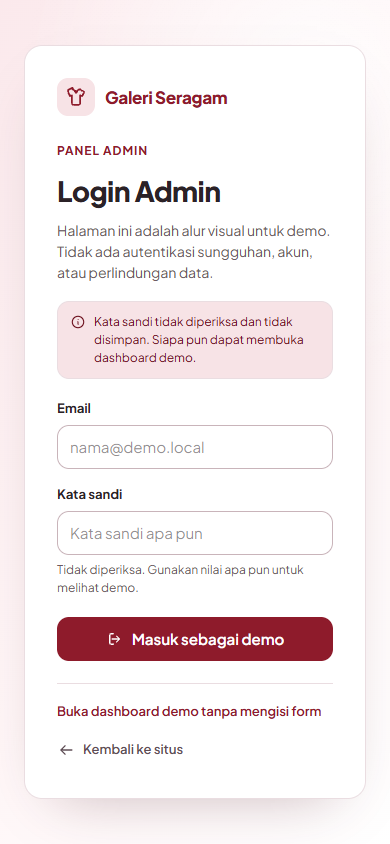 Galeri Seragam
PANEL ADMIN
Login Admin
Halaman ini adalah alur visual untuk demo.
Tidak ada autentikasi sungguhan, akun,
atau perlindungan data.
Kata sandi tidak diperiksa dan tidak
disimpan. Siapa pun dapat membuka
dashboard demo.
Email
nama@demo.local
Kata sandi
Kata sandi apa pun
Tidak diperiksa. Gunakan nilai apa pun untuk
melihat demo.
Masuk sebagai demo
Buka dashboard demo tanpa mengisi form
Kembali ke situs